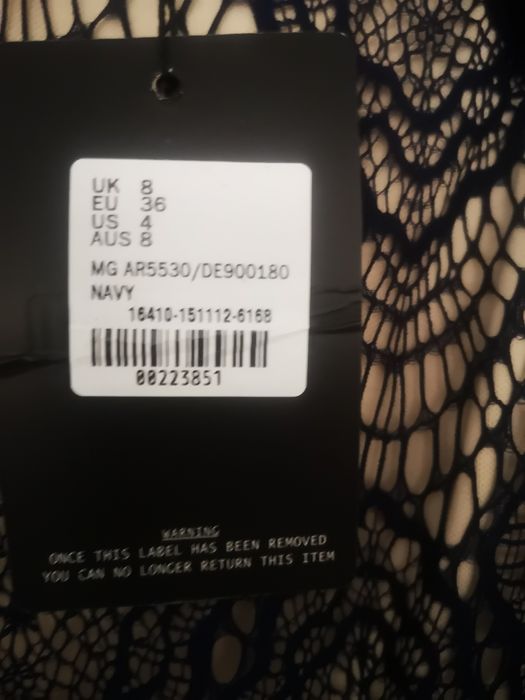 UK 8
EU 36
US 4
AUS 8
MG AR5530/DE900180
NAVY
16410-151112-6168
00223851
WARNING
ONCE THIS LABEL HAS BEEN REMOVED
YOU CAN NO LONGER RETURN THIS ITEM